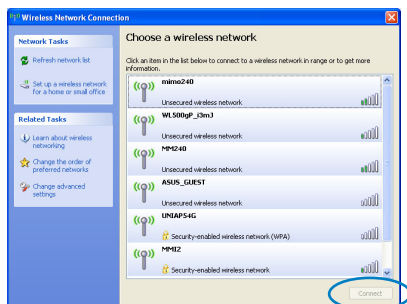 Wireless Network Connection
Network Tasks
Refresh network list
Set up a wireless network
for a home or small office
Related Tasks
Learn about wireless
networking
Change the order of
preferred networks
Change advanced
settings
Choose a wireless network
Click an item in the list below to connect to a wireless network in range or to get more
information.
mimo240
Unsecured wireless network
WL500gP_i3mJ
Unsecured wireless network
MM240
Unsecured wireless network
ASUS_GUEST
Unsecured wireless network
UNIAP54G
Security-enabled wireless network (WPA)
MMI2
Security-enabled wireless network
Connect